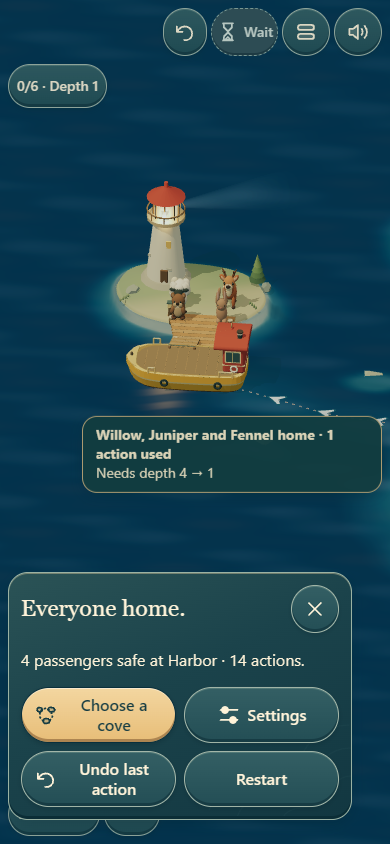 Wait
0/6 · Depth 1
Willow, Juniper and Fennel home · 1
action used
Needs depth 4 → 1
Everyone home.
4 passengers safe at Harbor · 14 actions.
Choose a
cove
Settings
Undo last
action
Restart